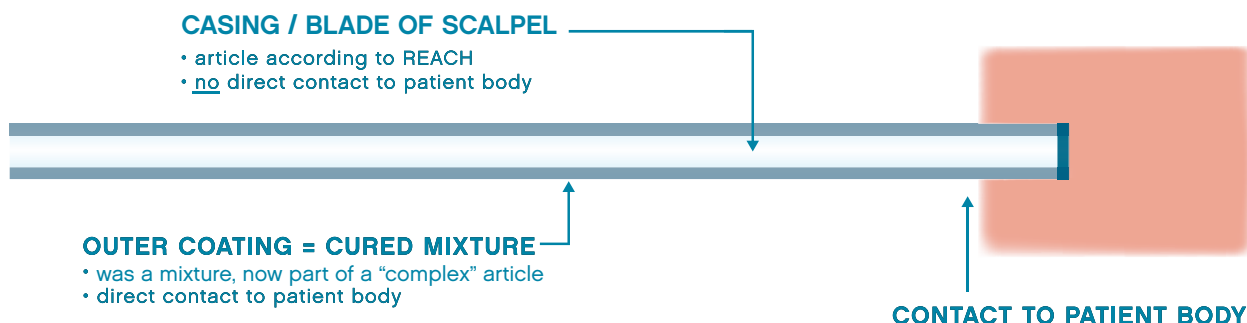 CASING / BLADE OF SCALPEL
• article according to REACH
• no direct contact to patient body
OUTER COATING = CURED MIXTURE
• was a mixture, now part of a “complex” article
• direct contact to patient body
CONTACT TO PATIENT BODY